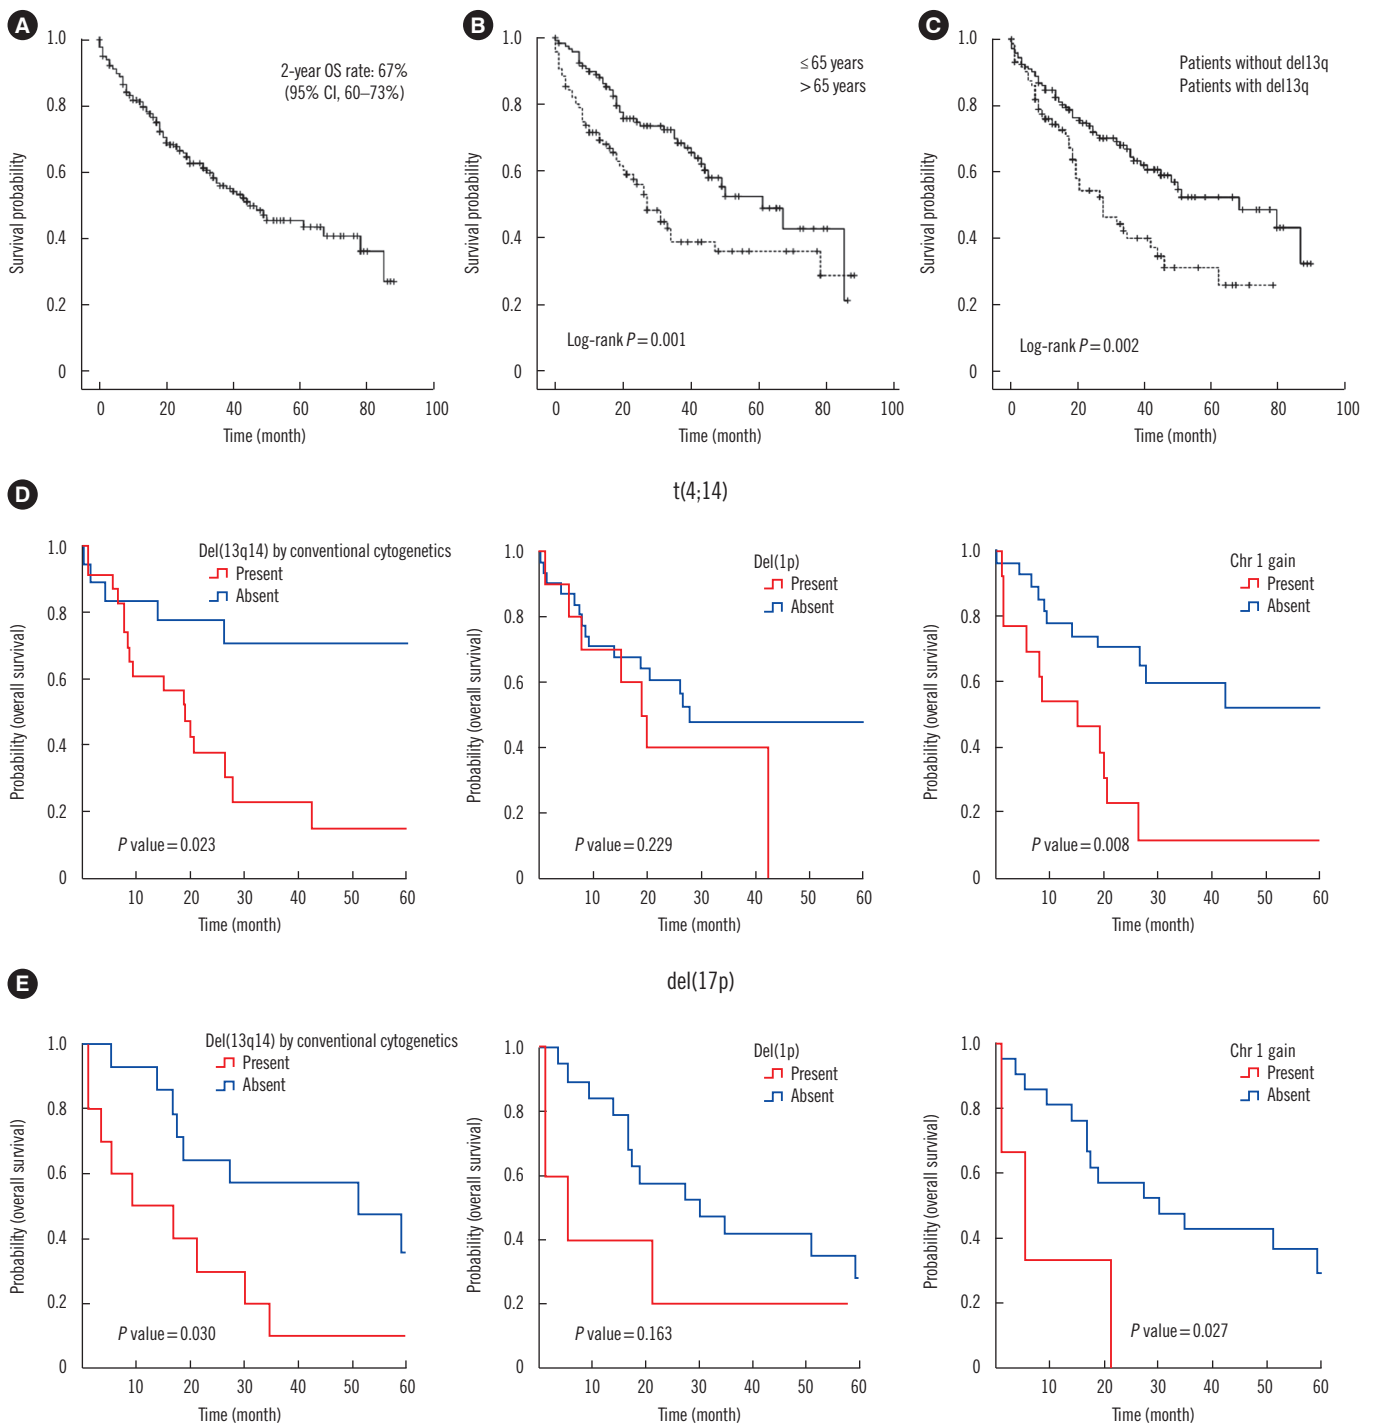 A
1.0
0.8
0.6
0.4
0.2
0
Survival probability
2-year OS rate: 67%
(95% CI, 60–73%)
0 20 40 60 80 100
Time (month)
B
1.0
0.8
0.6
0.4
0.2
0
Survival probability
≤ 65 years
> 65 years
Log-rank P = 0.001
0 20 40 60 80 100
Time (month)
C
1.0
0.8
0.6
0.4
0.2
0
Survival probability
Patients without del13q
Patients with del13q
Log-rank P = 0.002
0 20 40 60 80 100
Time (month)
D
t(4;14)
1.0
0.8
0.6
0.4
0.2
0
Probability (overall survival)
Del(13q14) by conventional cytogenetics
Present
Absent
P value = 0.023
10 20 30 40 50 60
Time (month)
1.0
0.8
0.6
0.4
0.2
0
Probability (overall survival)
Del(1p)
Present
Absent
P value = 0.229
10 20 30 40 50 60
Time (month)
1.0
0.8
0.6
0.4
0.2
0
Probability (overall survival)
Chr 1 gain
Present
Absent
P value = 0.008
10 20 30 40 50 60
Time (month)
E
del(17p)
1.0
0.8
0.6
0.4
0.2
0
Probability (overall survival)
Del(13q14) by conventional cytogenetics
Present
Absent
P value = 0.030
10 20 30 40 50 60
Time (month)
1.0
0.8
0.6
0.4
0.2
0
Probability (overall survival)
Del(1p)
Present
Absent
P value = 0.163
10 20 30 40 50 60
Time (month)
1.0
0.8
0.6
0.4
0.2
0
Probability (overall survival)
Chr 1 gain
Present
Absent
P value = 0.027
10 20 30 40 50 60
Time (month)